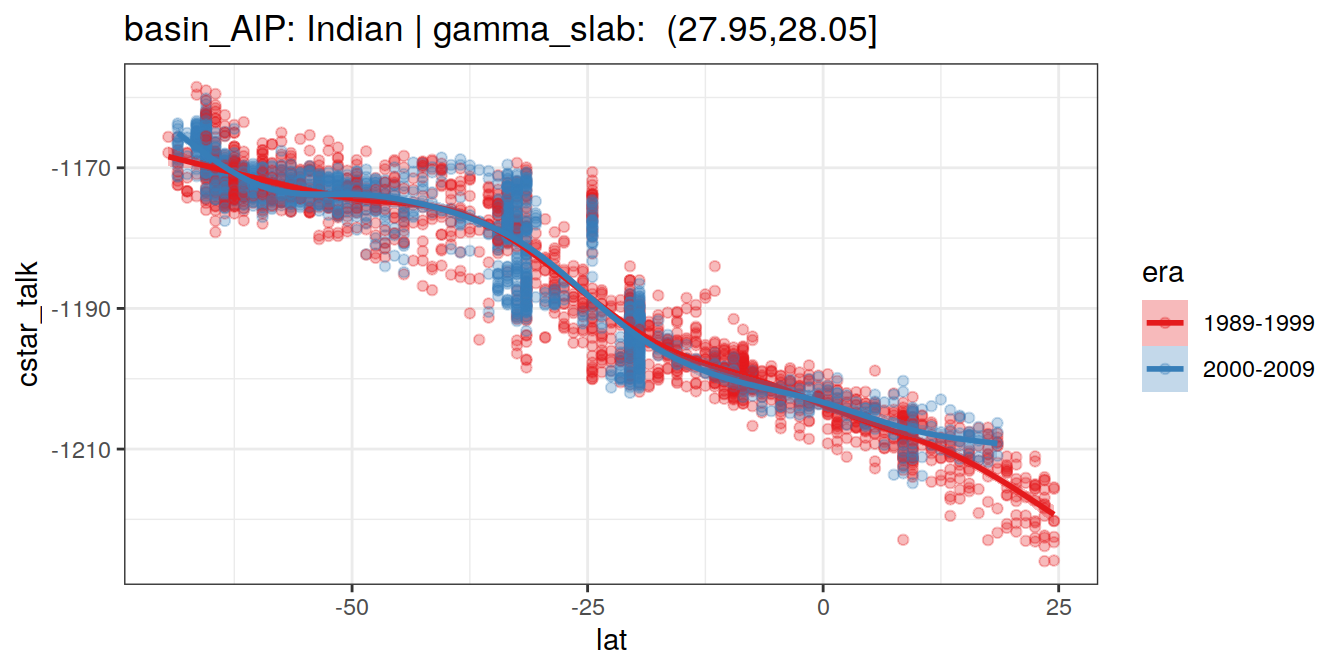 basin_AIP: Indian | gamma_slab:  (27.95,28.05]
cstar_talk
-1170
-1190
-1210
-50
-25
0
25
lat
era
1989-1999
2000-2009